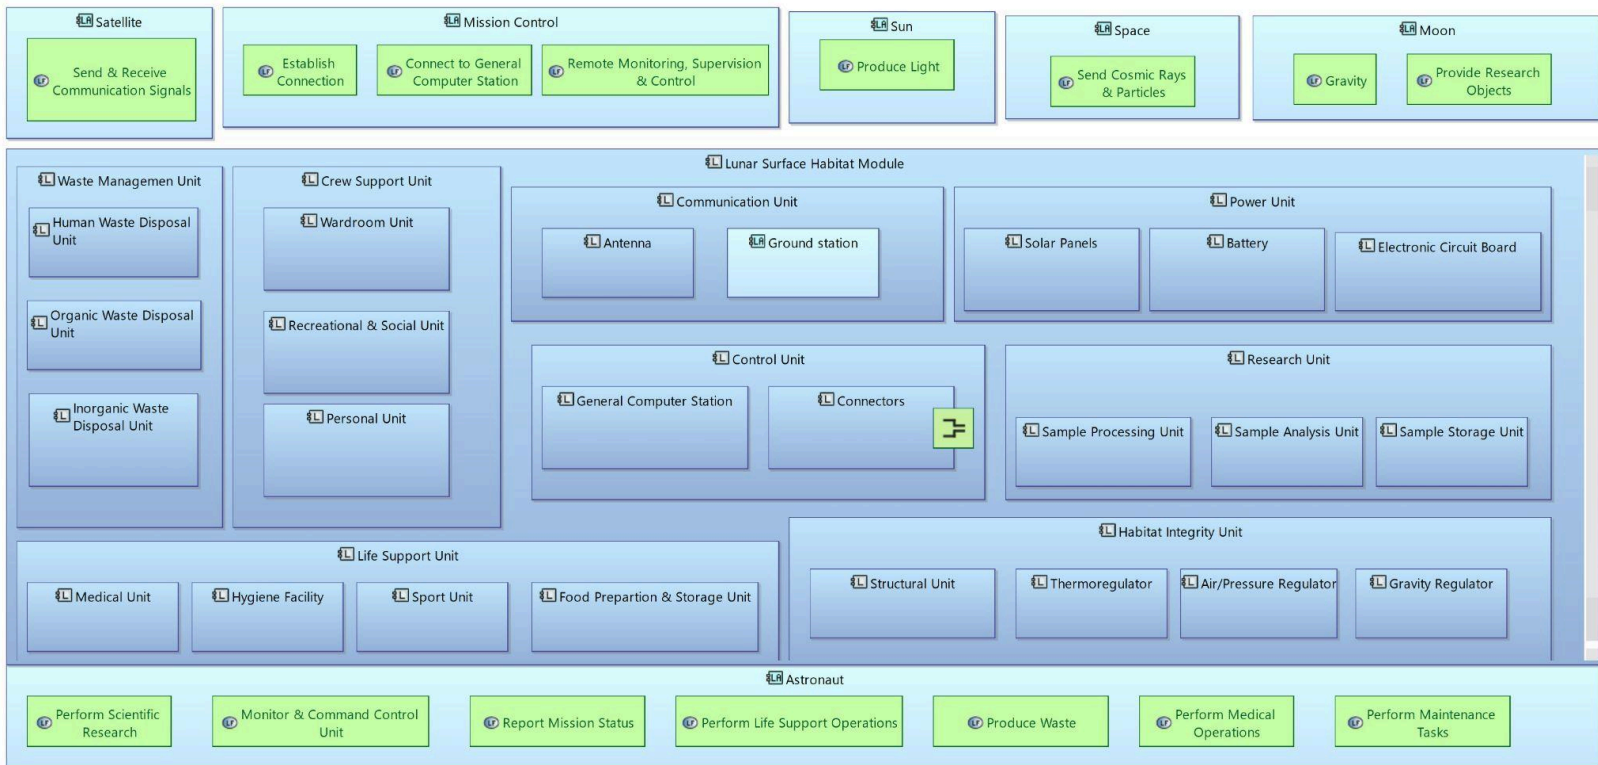 Satellite
Send & Receive
Communication Signals
Mission Control
Establish
Connection
Connect to General
Computer Station
Remote Monitoring, Supervision
& Control
Sun
Produce Light
Space
Send Cosmic Rays
& Particles
Moon
Gravity
Provide Research
Objects
Lunar Surface Habitat Module
Waste Managemen Unit
Human Waste Disposal
Unit
Organic Waste Disposal
Unit
Inorganic Waste
Disposal Unit
Crew Support Unit
Wardroom Unit
Recreational & Social Unit
Personal Unit
Communication Unit
Antenna
Ground station
Power Unit
Solar Panels
Battery
Electronic Circuit Board
Control Unit
General Computer Station
Connectors
Research Unit
Sample Processing Unit
Sample Analysis Unit
Sample Storage Unit
Life Support Unit
Medical Unit
Hygiene Facility
Sport Unit
Food Prepartion & Storage Unit
Habitat Integrity Unit
Structural Unit
Thermoregulator
Air/Pressure Regulator
Gravity Regulator
Astronaut
Perform Scientific
Research
Monitor & Command Control
Unit
Report Mission Status
Perform Life Support Operations
Produce Waste
Perform Medical
Operations
Perform Maintenance
Tasks